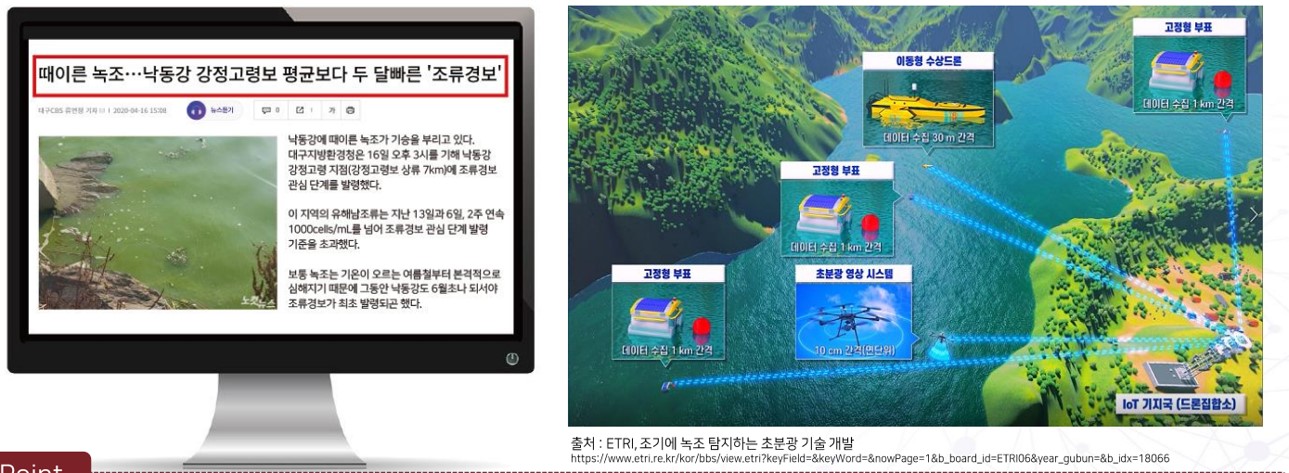 때이른 녹조…낙동강 강정고령보 평균보다 두 달빠른 '조류경보'
대구CBS 류연정 기자 | 2020-04-16 15:08
뉴스듣기
0
가
낙동강에 때이른 녹조가 기승을 부리고 있다.
대구지방환경청은 16일 오후 3시를 기해 낙동강
강정고령 지점(강정고령보 상류 7km)에 조류경보
관심 단계를 발령했다.
이 지역의 유해남조류는 지난 13일과 6일, 2주 연속
1000cells/mL를 넘어 조류경보 관심 단계 발령
기준을 초과했다.
보통 녹조는 기온이 오르는 여름철부터 본격적으로
심해지기 때문에 그동안 낙동강도 6월초나 되서야
조류경보가 최초 발령되곤 했다.
노컷뉴스
고정형 부표
데이터 수집 1 km 간격
이동형 수상드론
데이터 수집 30 m 간격
고정형 부표
데이터 수집 1 km 간격
고정형 부표
데이터 수집 1 km 간격
초분광 영상 시스템
10 cm 간격(면단위)
IoT 기지국 (드론집합소)
출처 : ETRI, 조기에 녹조 탐지하는 초분광 기술 개발
https://www.etri.re.kr/kor/bbs/view.etri?keyField=&keyWord=&nowPage=1&b_board_id=ETRI06&year_gubun=&b_idx=18066
Point